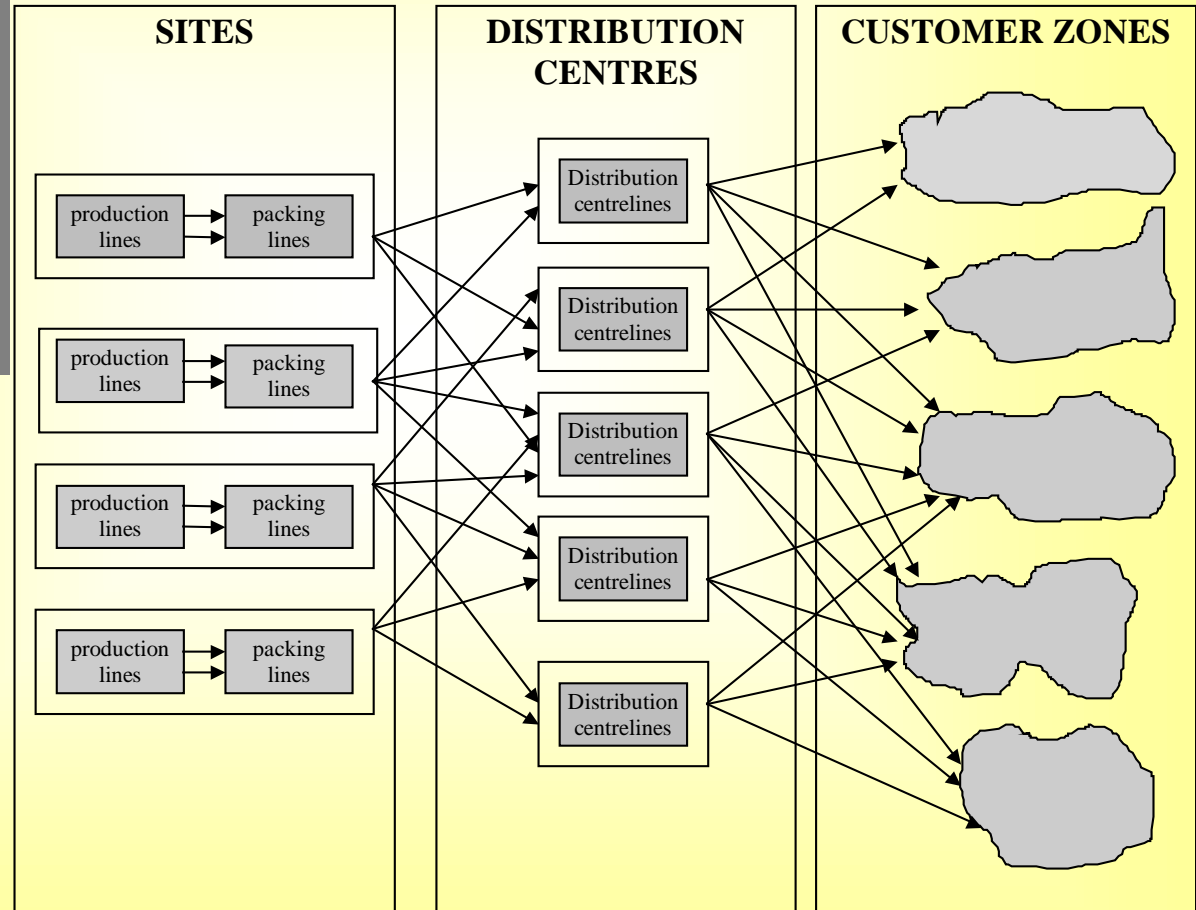 SITES
DISTRIBUTION
CENTRES
CUSTOMER ZONES
production
lines
packing
lines
production
lines
packing
lines
production
lines
packing
lines
production
lines
packing
lines
Distribution
centrelines
Distribution
centrelines
Distribution
centrelines
Distribution
centrelines
Distribution
centrelines